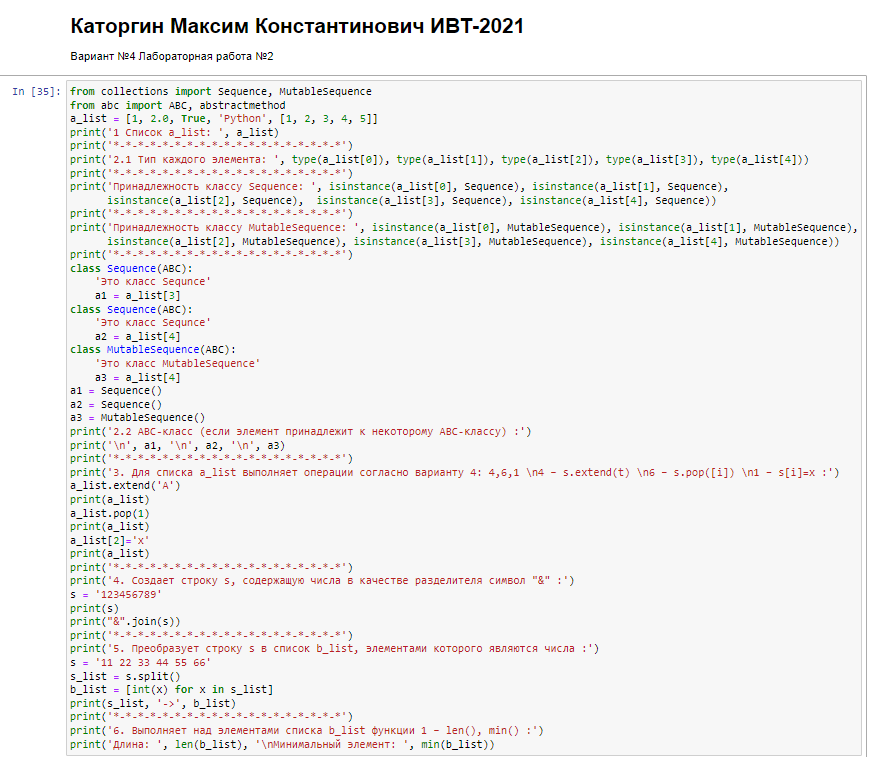 Каторгин Максим Константинович ИВТ-2021
Вариант №4 Лабораторная работа №2
In [35]:
from collections import Sequence, MutableSequence
from abc import ABC, abstractmethod
a_list = [1, 2.0, True, 'Python', [1, 2, 3, 4, 5]]
print('1 Список a_list: ', a_list)
print('*-*-*-*-*-*-*-*-*-*-*-*-*-*-*-*-*-*-*')
print('2.1 Тип каждого элемента: ', type(a_list[0]), type(a_list[1]), type(a_list[2]), type(a_list[3]), type(a_list[4]))
print('*-*-*-*-*-*-*-*-*-*-*-*-*-*-*-*-*-*-*')
print('Принадлежность классу Sequence: ', isinstance(a_list[0], Sequence), isinstance(a_list[1], Sequence),
      isinstance(a_list[2], Sequence),  isinstance(a_list[3], Sequence), isinstance(a_list[4], Sequence))
print('*-*-*-*-*-*-*-*-*-*-*-*-*-*-*-*-*-*-*')
print('Принадлежность классу MutableSequence: ', isinstance(a_list[0], MutableSequence), isinstance(a_list[1], MutableSequence),
      isinstance(a_list[2], MutableSequence), isinstance(a_list[3], MutableSequence), isinstance(a_list[4], MutableSequence))
print('*-*-*-*-*-*-*-*-*-*-*-*-*-*-*-*-*-*-*')
class Sequence(ABC):
    'Это класс Sequnce'
    a1 = a_list[3]
class Sequence(ABC):
    'Это класс Sequnce'
    a2 = a_list[4]
class MutableSequence(ABC):
    'Это класс MutableSequence'
    a3 = a_list[4]
a1 = Sequence()
a2 = Sequence()
a3 = MutableSequence()
print('2.2 ABC-класс (если элемент принадлежит к некоторому ABC-классу) :')
print('\n', a1, '\n', a2, '\n', a3)
print('*-*-*-*-*-*-*-*-*-*-*-*-*-*-*-*-*-*-*')
print('3. Для списка a_list выполняет операции согласно варианту 4: 4,6,1 \n4 – s.extend(t) \n6 – s.pop([i]) \n1 – s[i]=x :')
a_list.extend('A')
print(a_list)
a_list.pop(1)
print(a_list)
a_list[2]='x'
print(a_list)
print('*-*-*-*-*-*-*-*-*-*-*-*-*-*-*-*-*-*-*')
print('4. Создает строку s, содержащую числа в качестве разделителя символ "&" :')
s = '123456789'
print(s)
print("&".join(s))
print('*-*-*-*-*-*-*-*-*-*-*-*-*-*-*-*-*-*-*')
print('5. Преобразует строку s в список b_list, элементами которого являются числа :')
s = '11 22 33 44 55 66'
s_list = s.split()
b_list = [int(x) for x in s_list]
print(s_list, '->', b_list)
print('*-*-*-*-*-*-*-*-*-*-*-*-*-*-*-*-*-*-*')
print('6. Выполняет над элементами списка b_list функции 1 – len(), min() :')
print('Длина: ', len(b_list), '\nМинимальный элемент: ', min(b_list))